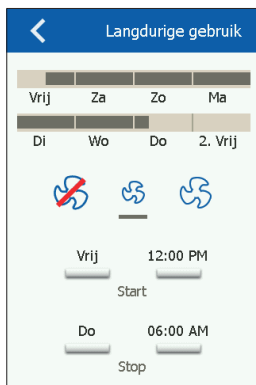 Langdurige gebruik
Vrij Za Zo Ma
Di Wo Do 2. Vrij
Vrij 12:00 PM
Start
Do 06:00 AM
Stop